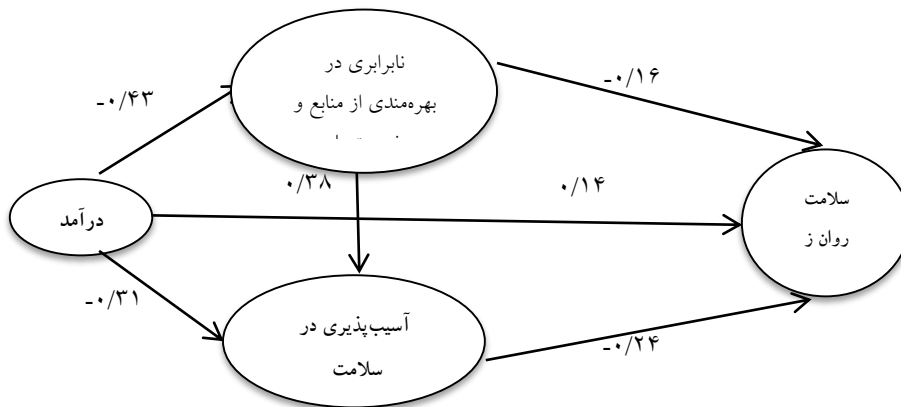 نابرابری در
بهره‌مندی از منابع و
-۰/۱۶
-۰/۴۳
۰/۳۸
۰/۱۴
درآمد
سلامت
روان ز
-۰/۳۱
آسیب‌پذیری در
سلامت
-۰/۲۴